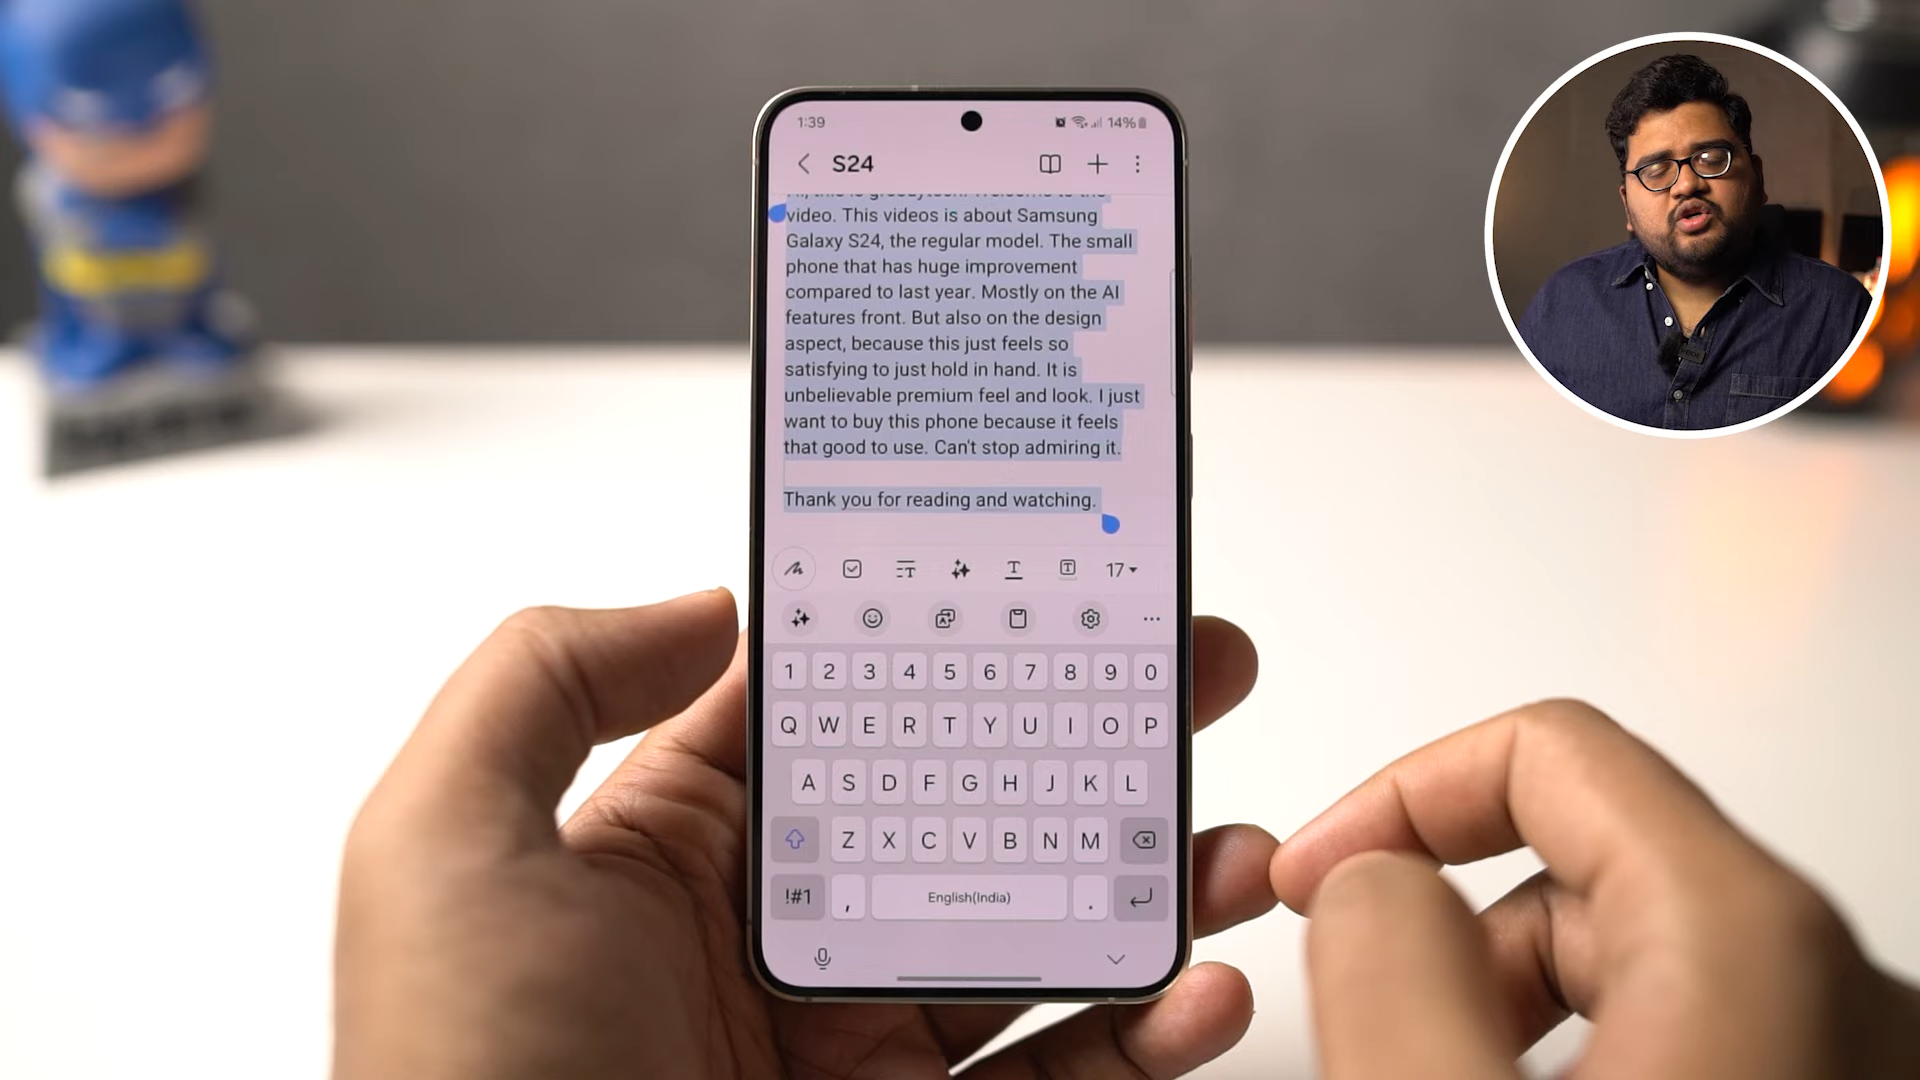 1:39
14%
S24
video. This videos is about Samsung
Galaxy S24, the regular model. The small
phone that has huge improvement
compared to last year. Mostly on the AI
features front. But also on the design
aspect, because this just feels so
satisfying to just hold in hand. It is
unbelievable premium feel and look. I just
want to buy this phone because it feels
that good to use. Can't stop admiring it.
Thank you for reading and watching.
17
1 2 3 4 5 6 7 8 9 0
Q W E R T Y U I O P
A S D F G H J K L
Z X C V B N M
!#1 , English(India) .